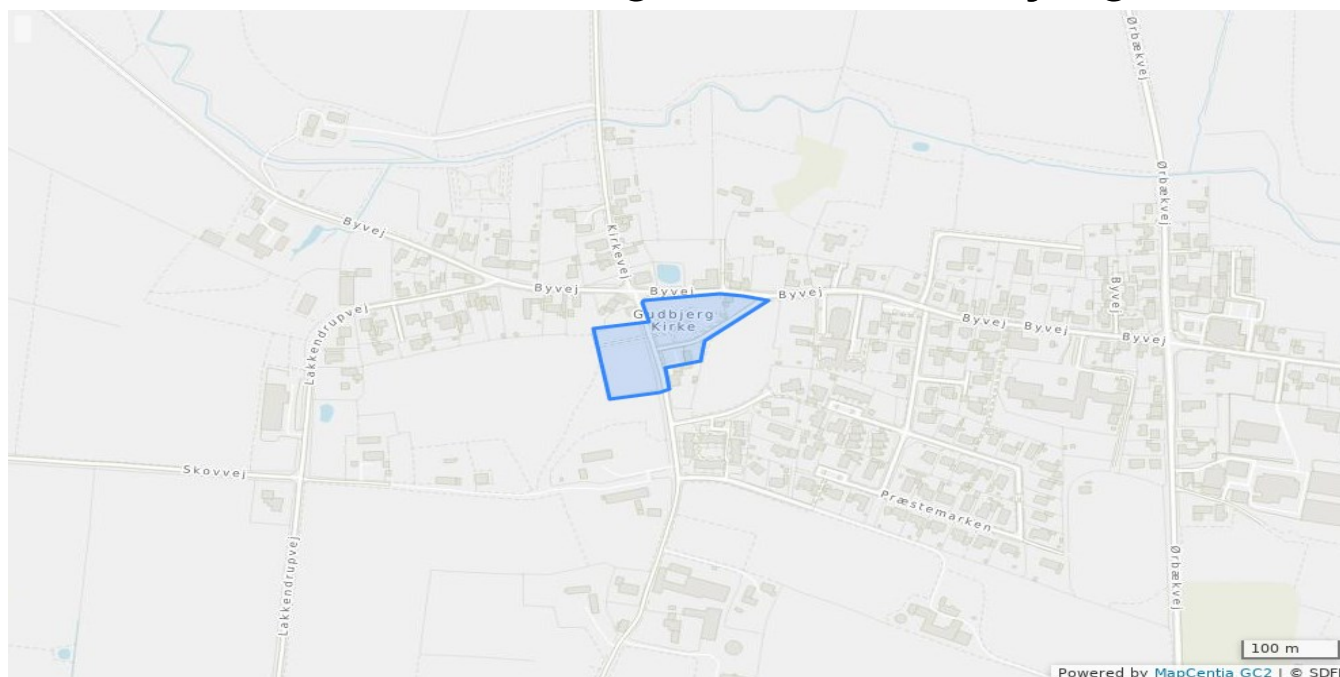 Ørbækvej
Ørbækvej
Byvej
Kirkevej
Byvej
Byvej
Byvej
Byvej
Gudbjerg
Kirke
Lakkendrupvej
Byvej
Byvej
Byvej
Skovvej
Præstemarken
Lakkendrupvej
Ørbækvej
100 m
Powered by MapCentia GC2 | © SDFI